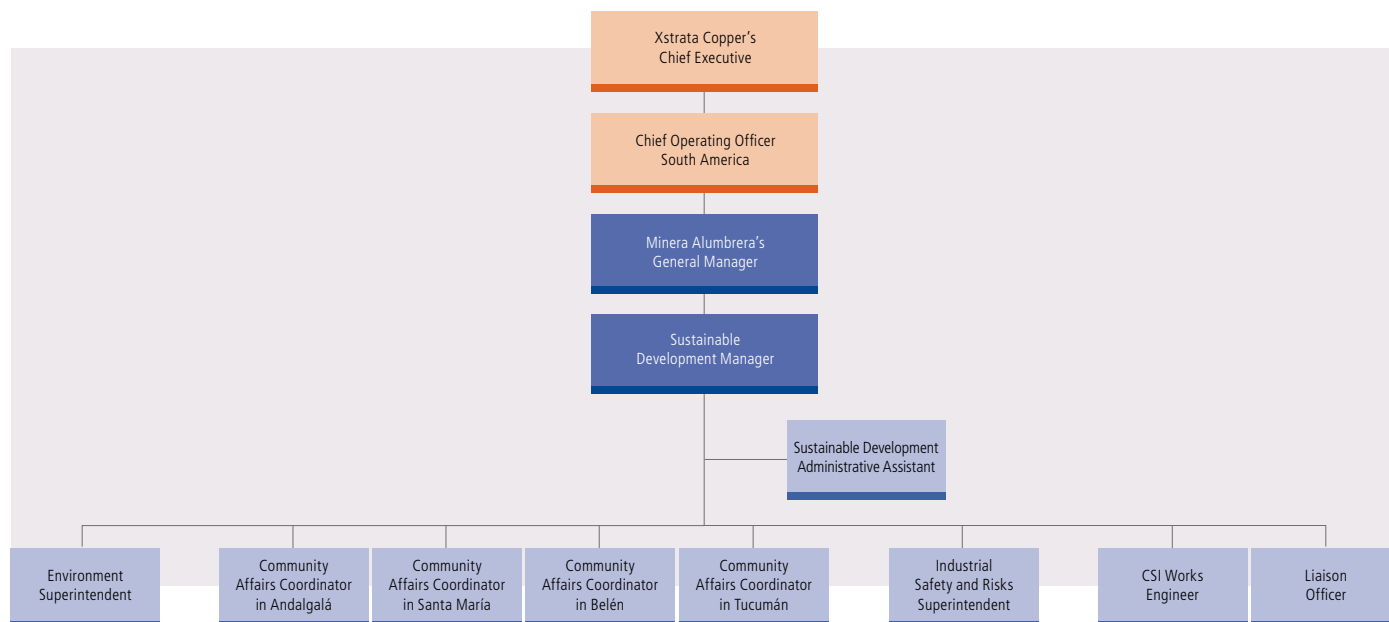 Xstrata Copper's
Chief Executive
Chief Operating Officer
South America
Minera Alumbrera's
General Manager
Sustainable
Development Manager
Sustainable Development
Administrative Assistant
Environment
Superintendent
Community
Affairs Coordinator
in Andalgalá
Community
Affairs Coordinator
in Santa María
Community
Affairs Coordinator
in Belén
Community
Affairs Coordinator
in Tucumán
Industrial
Safety and Risks
Superintendent
CSI Works
Engineer
Liaison
Officer